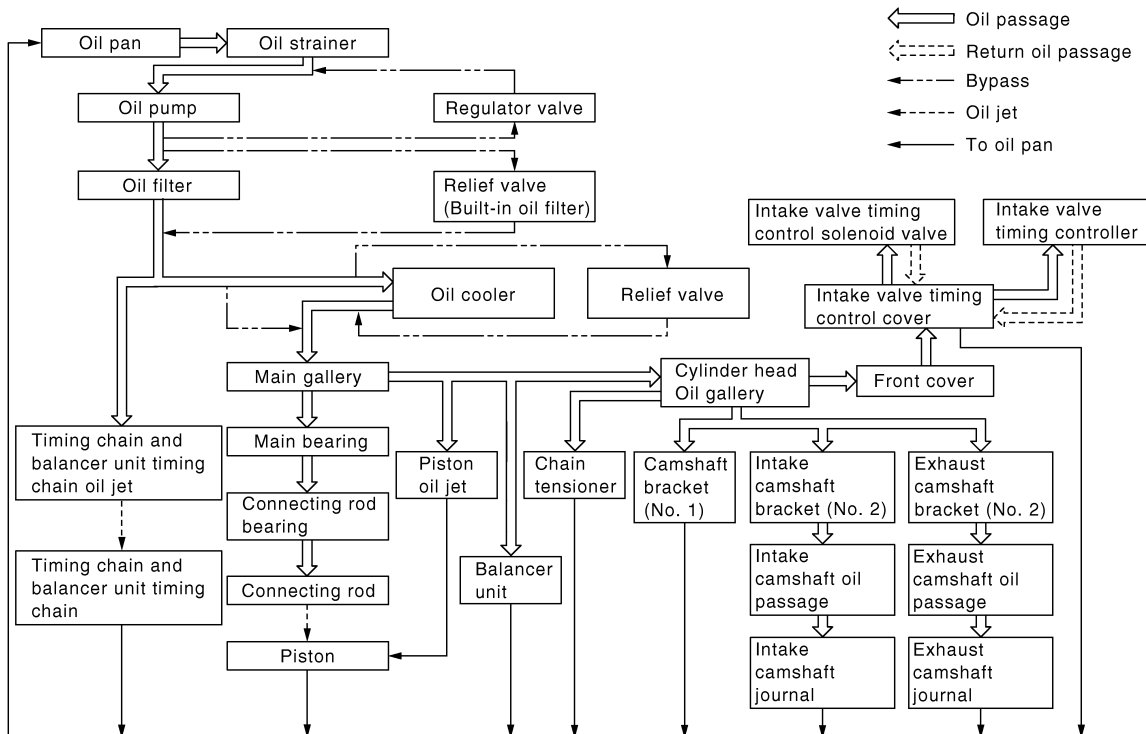 Oil passage
Return oil passage
Bypass
Oil jet
To oil pan
Oil pan
Oil strainer
Oil pump
Regulator valve
Oil filter
Relief valve
(Built-in oil filter)
Intake valve timing
control solenoid valve
Intake valve
timing controller
Oil cooler
Relief valve
Intake valve timing
control cover
Main gallery
Cylinder head
Oil gallery
Front cover
Timing chain and
balancer unit timing
chain oil jet
Main bearing
Piston
oil jet
Chain
tensioner
Camshaft
bracket
(No. 1)
Intake
camshaft
bracket (No. 2)
Exhaust
camshaft
bracket (No. 2)
Connecting rod
bearing
Timing chain and
balancer unit timing
chain
Connecting rod
Balancer
unit
Intake
camshaft oil
passage
Exhaust
camshaft oil
passage
Piston
Intake
camshaft
journal
Exhaust
camshaft
journal